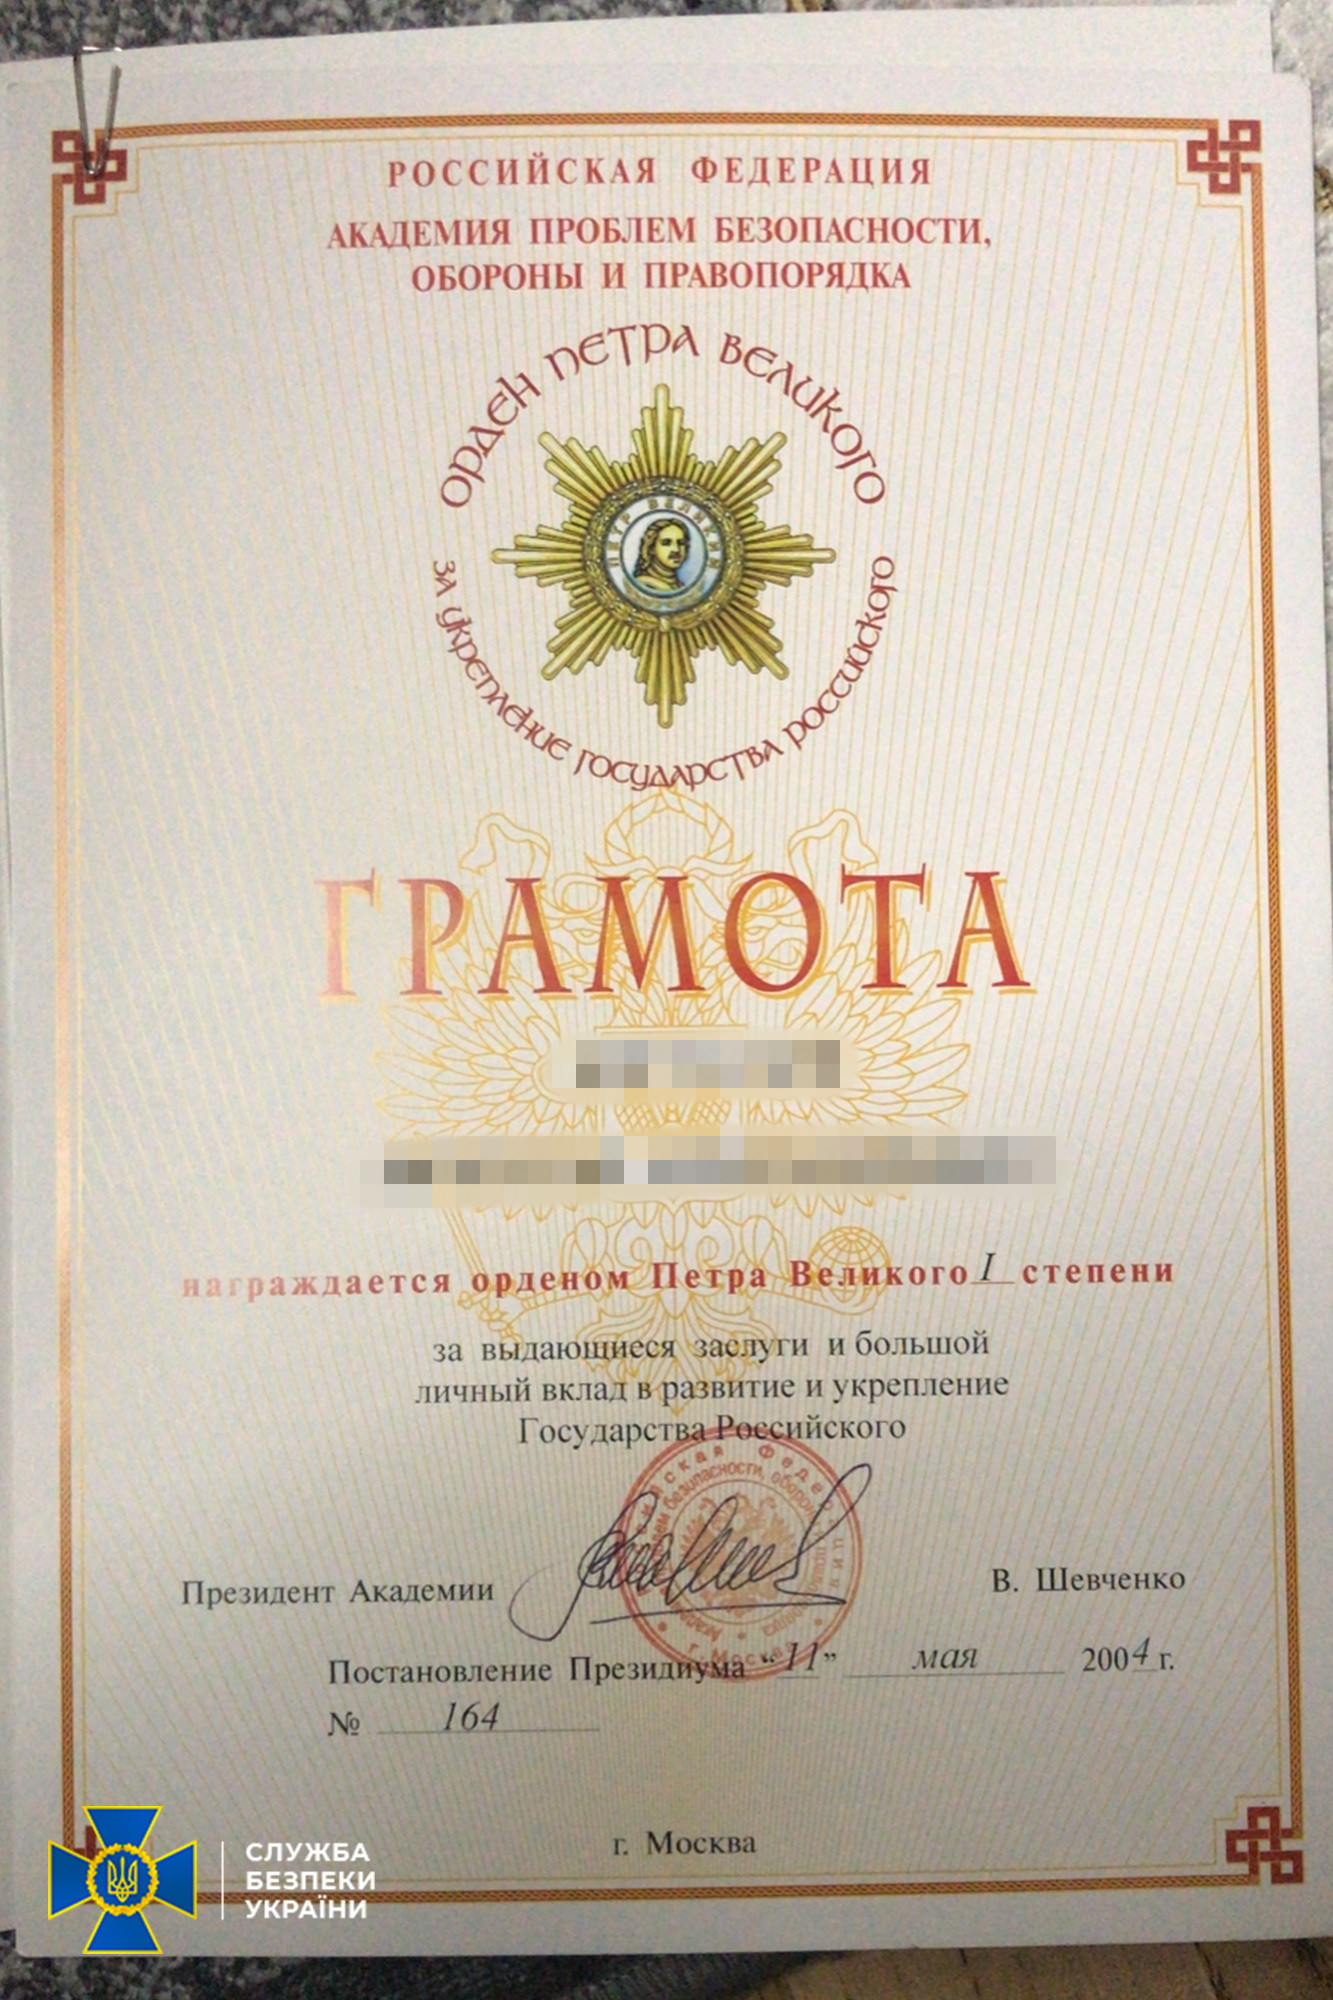 РОССИЙСКАЯ ФЕДЕРАЦИЯ
АКАДЕМИЯ ПРОБЛЕМ БЕЗОПАСНОСТИ,
ОБОРОНЫ И ПРАВОПОРЯДКА
ОРДЕН ПЕТРА ВЕЛИКОГО
ПЕТР ВЕЛИКИЙ
ЗА УКРЕПЛЕНИЕ ГОСУДАРСТВА РОССИЙСКОГО
ГРАМОТА
награждается орденом Петра Великого I степени
за выдающиеся заслуги и большой
личный вклад в развитие и укрепление
Государства Российского
Президент Академии
В. Шевченко
Постановление Президиума "11" мая 2004 г.
№ 164
г. Москва
СЛУЖБА
БЕЗПЕКИ
УКРАЇНИ